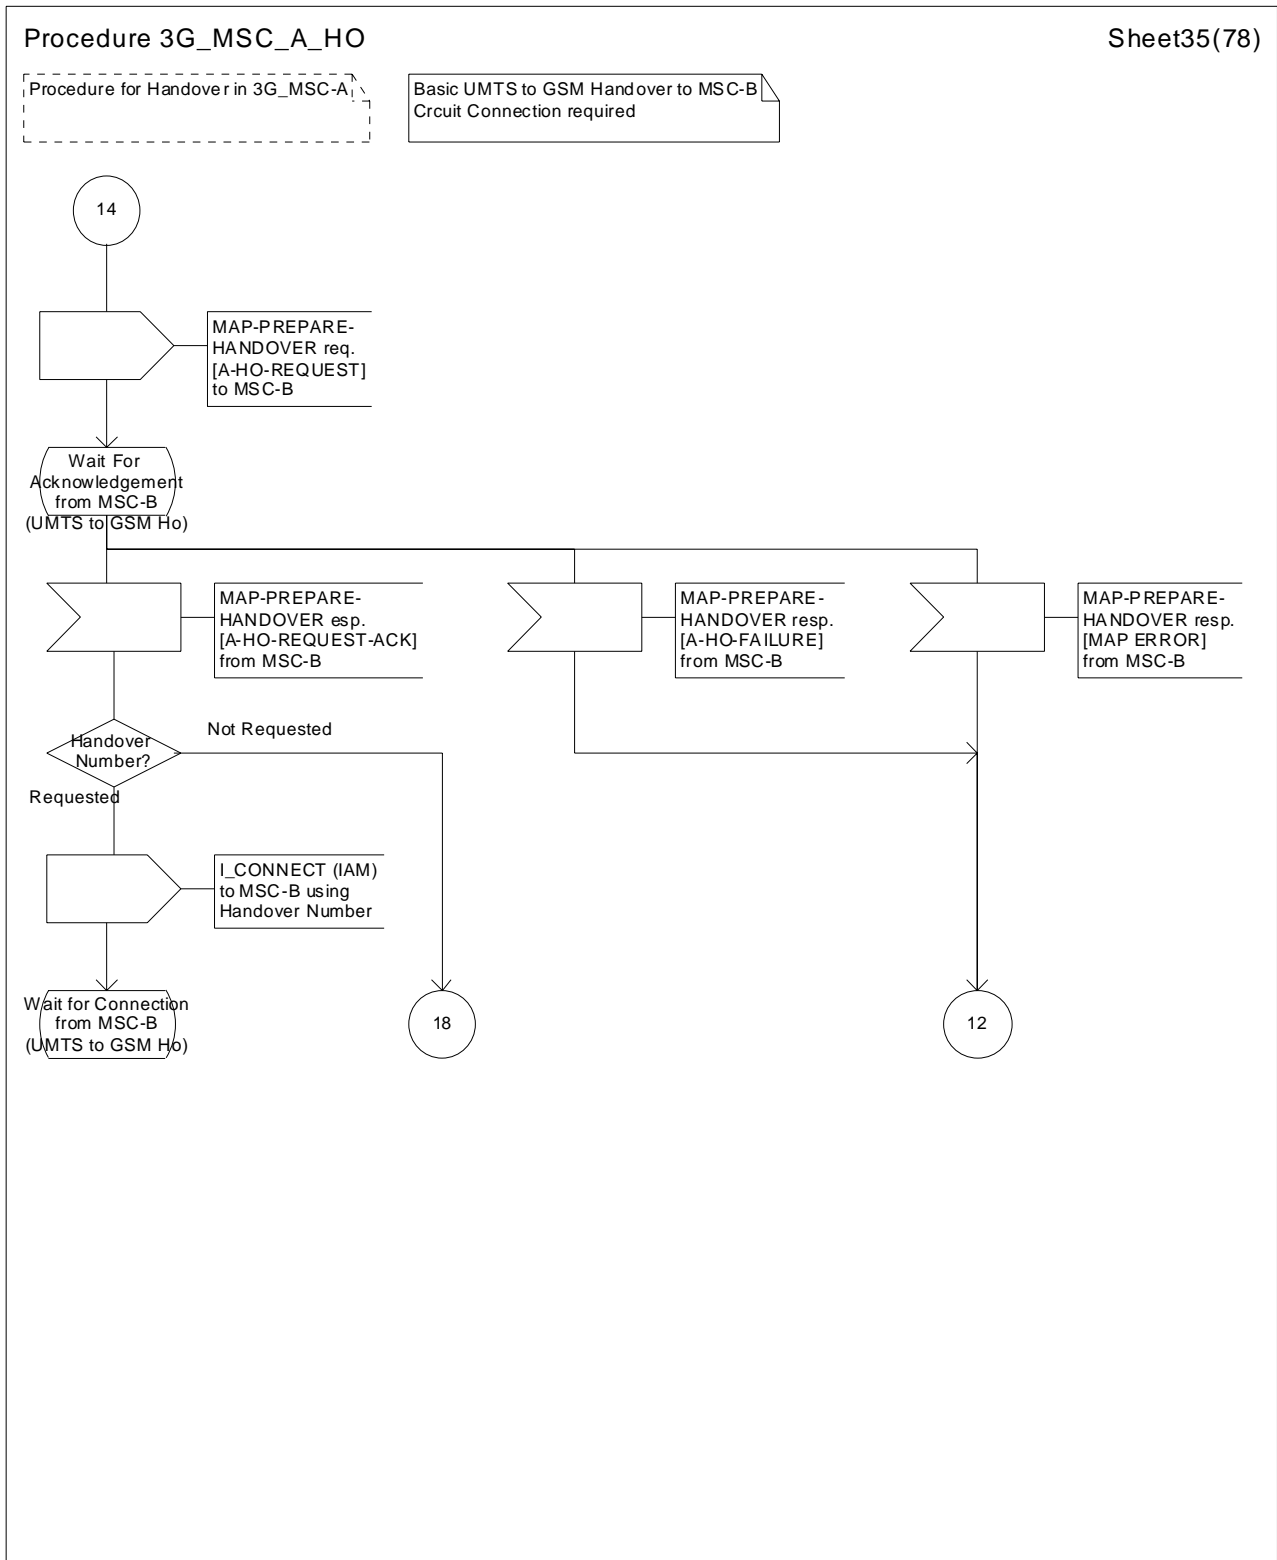 Procedure 3G_MSC_A_HO
Sheet35(78)
Procedure for Handover in 3G_MSC-A
Basic UMTS to GSM Handover to MSC-B
Crcuit Connection required
14
MAP-PREPARE-
HANDOVER req.
[A-HO-REQUEST]
to MSC-B
Wait For
Acknowledgement
from MSC-B
(UMTS to GSM Ho)
MAP-PREPARE-
HANDOVER esp.
[A-HO-REQUEST-ACK]
from MSC-B
MAP-PREPARE-
HANDOVER resp.
[A-HO-FAILURE]
from MSC-B
MAP-PREPARE-
HANDOVER resp.
[MAP ERROR]
from MSC-B
Handover
Number?
Not Requested
Requested
I_CONNECT (IAM)
to MSC-B using
Handover Number
Wait for Connection
from MSC-B
(UMTS to GSM Ho)
18
12